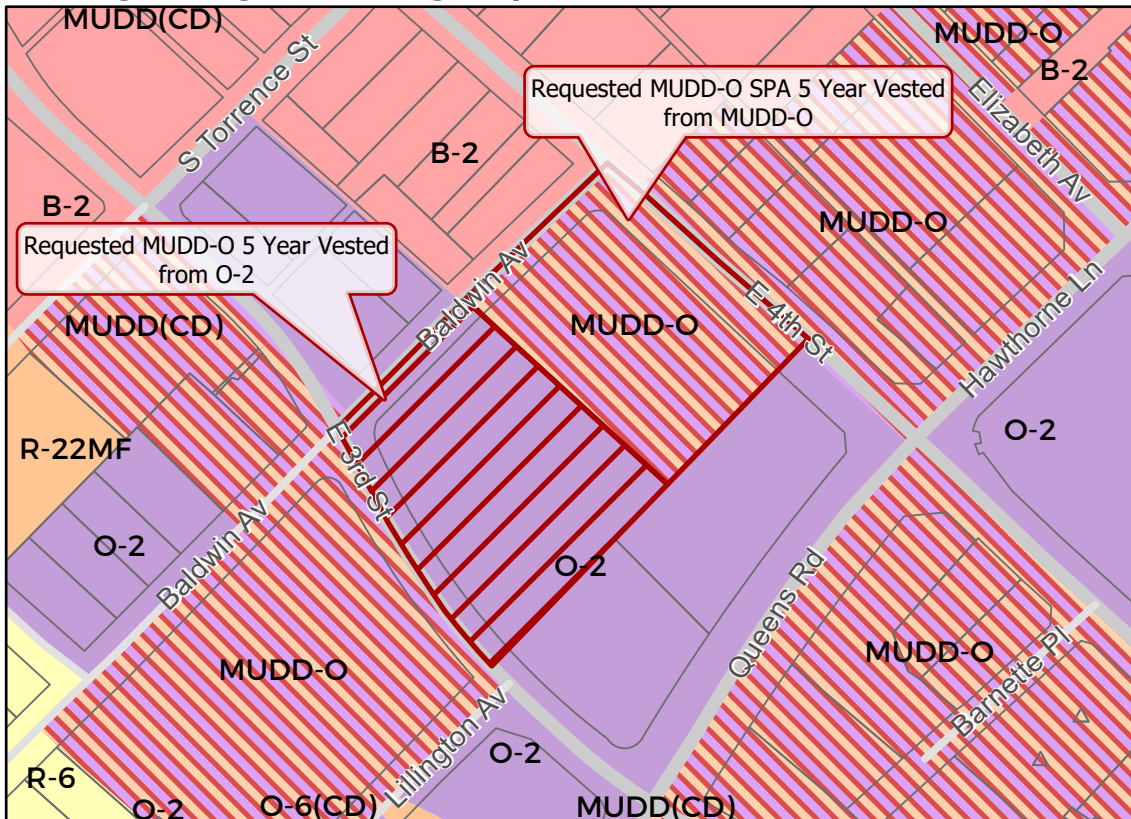 MUDD(CD)
MUDD-O
B-2
S Torrence St
Elizabeth Av
Requested MUDD-O SPA 5 Year Vested
from MUDD-O
B-2
B-2
MUDD-O
Requested MUDD-O 5 Year Vested
from O-2
Baldwin Av
Hawthorne Ln
MUDD(CD)
MUDD-O
E 4th St
R-22MF
O-2
E 3rd St
O-2
Baldwin Av
O-2
Queens Rd
MUDD-O
MUDD-O
Barnette Pl
Lillington Av
O-2
R-6
O-2
O-6(CD)
MUDD(CD)